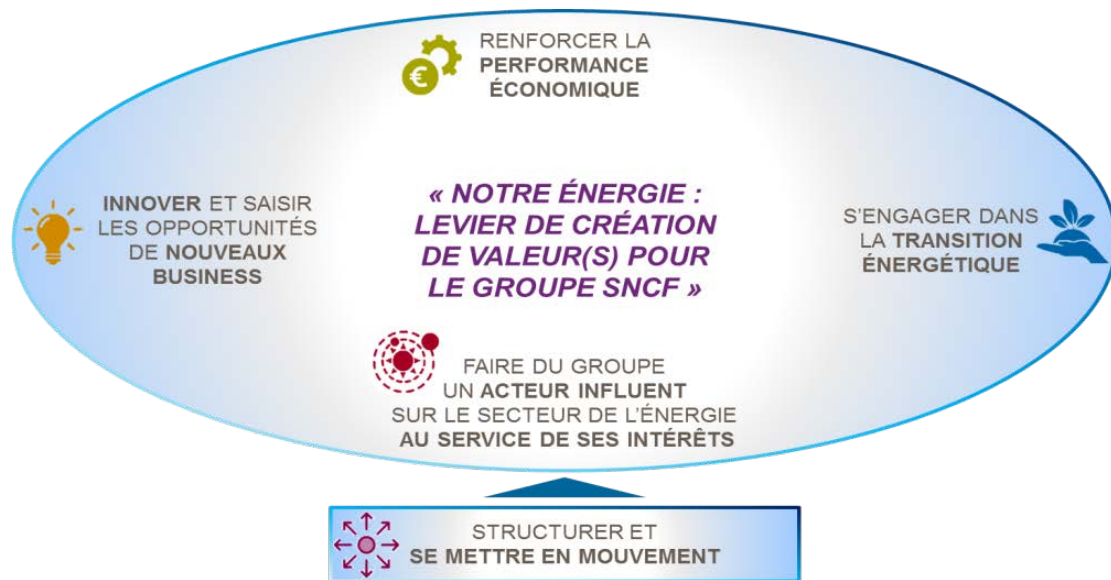 RENFORCER LA
PERFORMANCE
ÉCONOMIQUE
INNOVER ET SAISIR
LES OPPORTUNITÉS
DE NOUVEAUX
BUSINESS
« NOTRE ÉNERGIE :
LEVIER DE CRÉATION
DE VALEUR(S) POUR
LE GROUPE SNCF »
S'ENGAGER DANS
LA TRANSITION
ÉNERGÉTIQUE
FAIRE DU GROUPE
UN ACTEUR INFLUENT
SUR LE SECTEUR DE L'ÉNERGIE
AU SERVICE DE SES INTÉRÊTS
STRUCTURER ET
SE METTRE EN MOUVEMENT